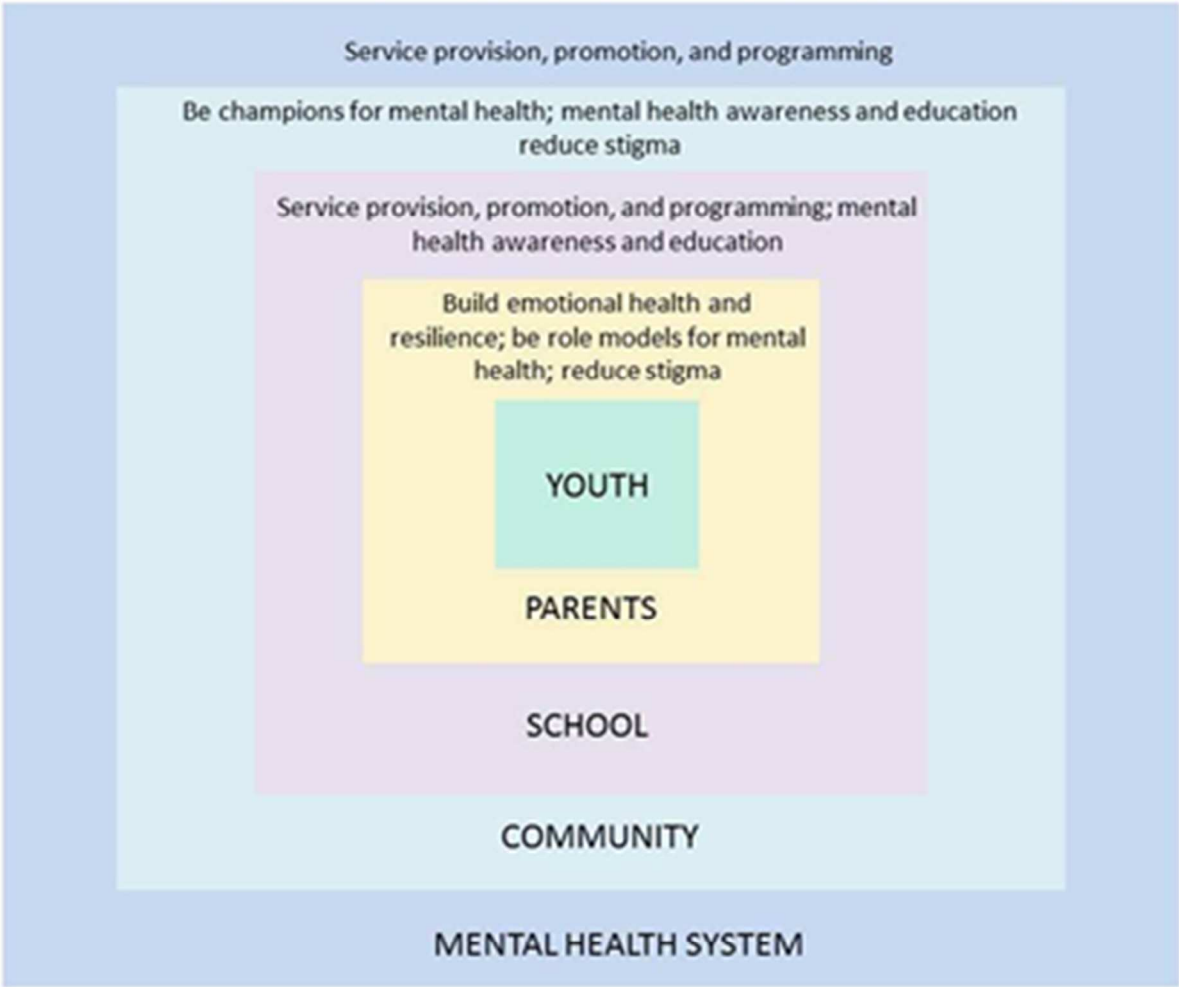 Service provision, promotion, and programming
Be champions for mental health; mental health awareness and education
reduce stigma
Service provision, promotion, and programming; mental
health awareness and education
Build emotional health and
resilience; be role models for mental
health; reduce stigma
YOUTH
PARENTS
SCHOOL
COMMUNITY
MENTAL HEALTH SYSTEM